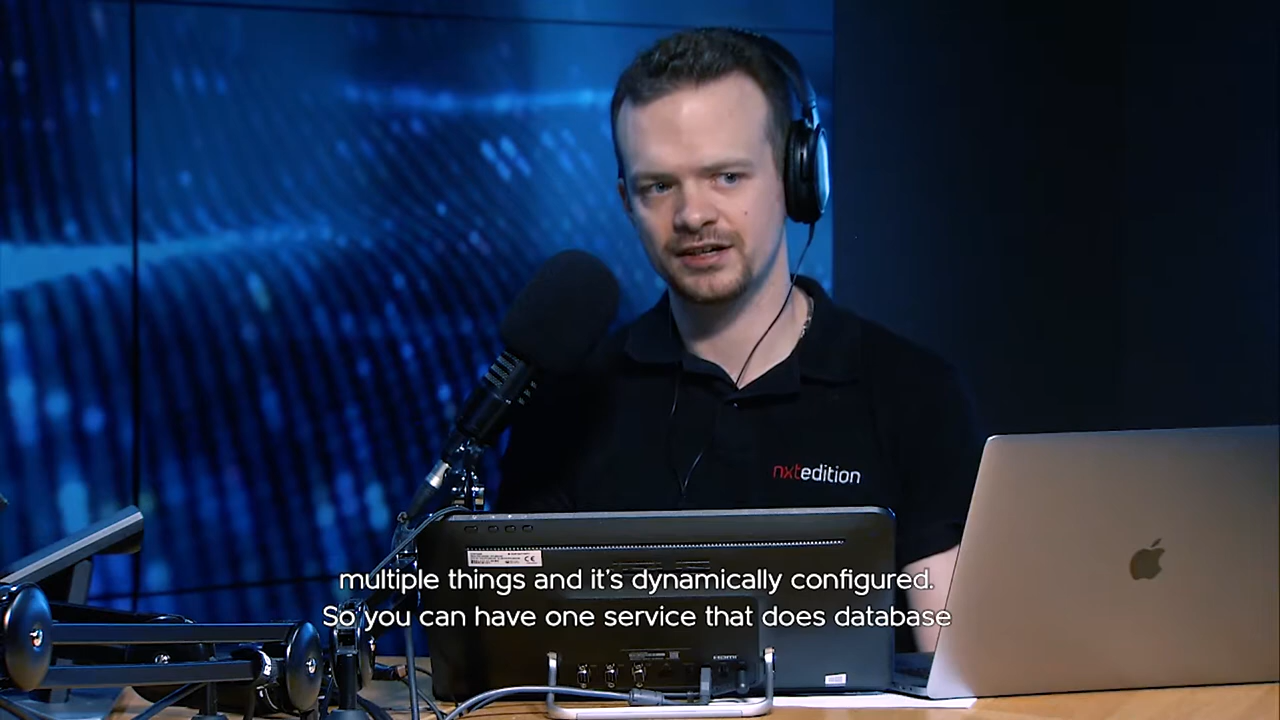 nxtedition
multiple things and it's dynamically configured.
So you can have one service that does database